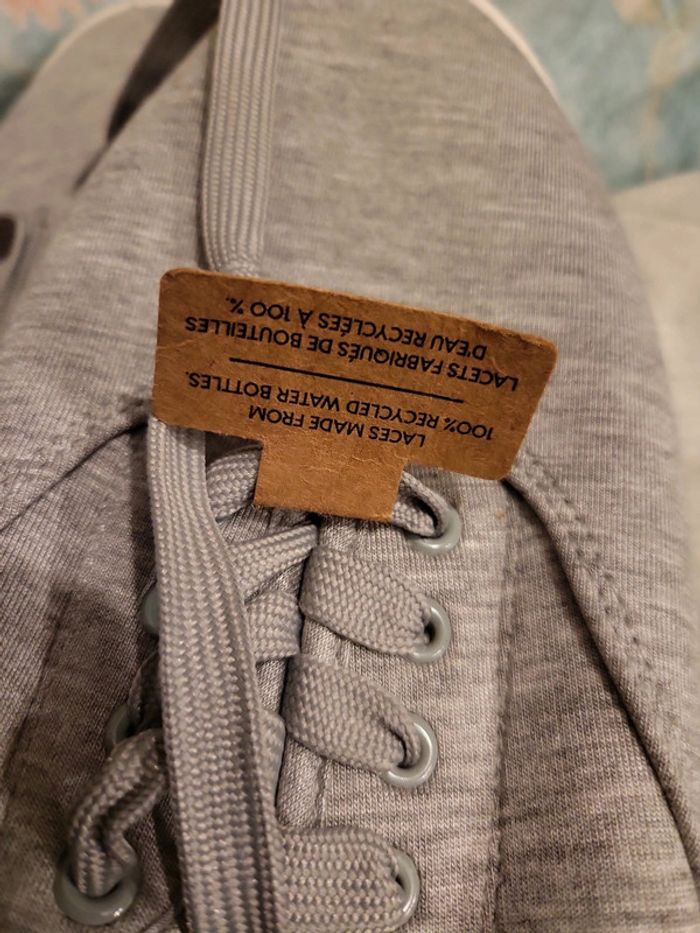 LACES MADE FROM
100% RECYCLED WATER BOTTLES.
LACETS FABRIQUÉS DE BOUTEILLES
D'EAU RECYCLÉES À 100 %.